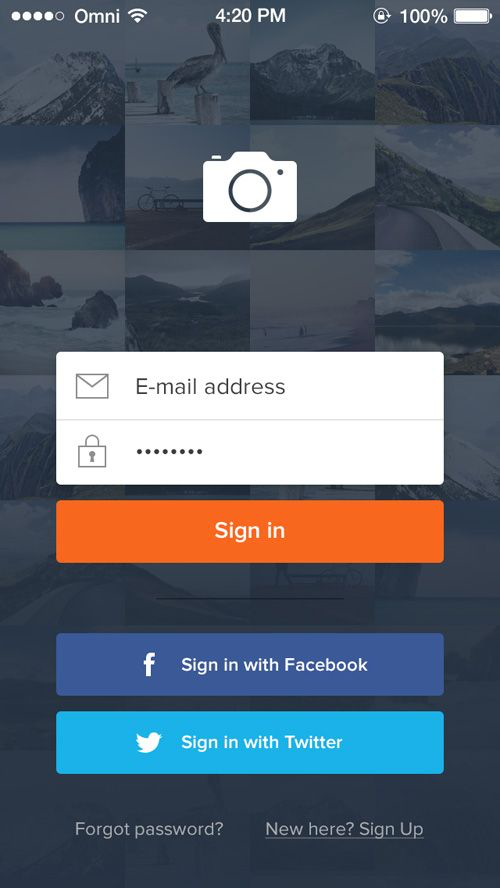 Omni 4:20 PM 100%
E-mail address
••••••••
Sign in
Sign in with Facebook
Sign in with Twitter
Forgot password? New here? Sign Up